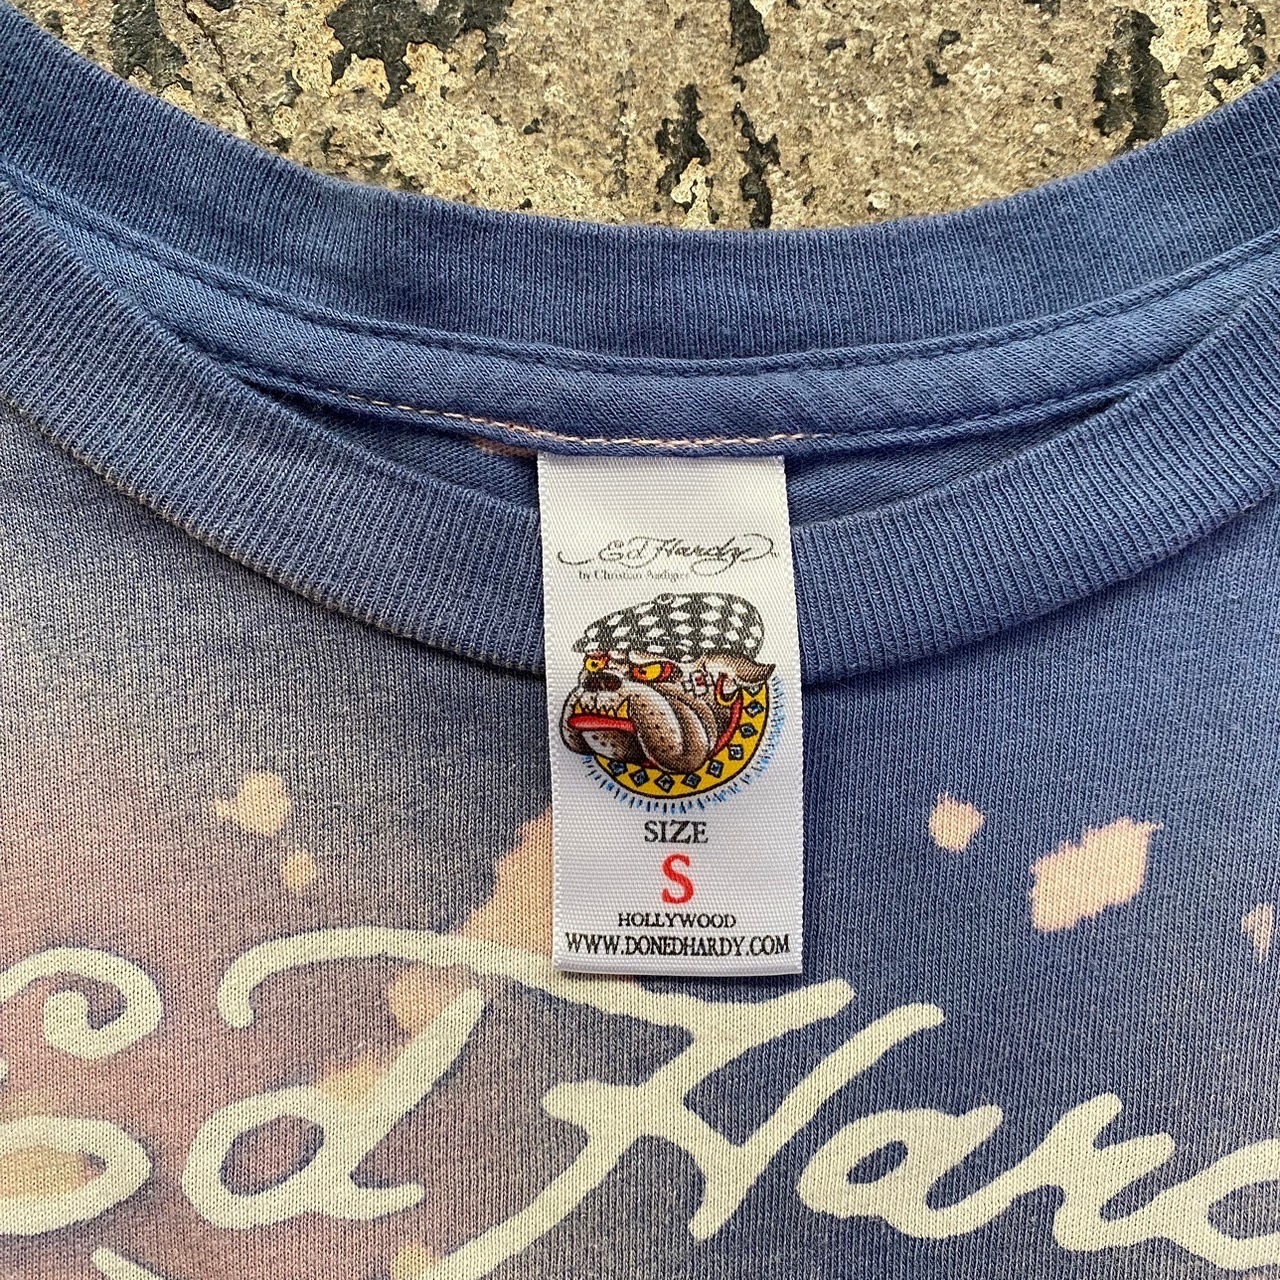 Ed Hardy
by Christian Audigier
SIZE
S
HOLLYWOOD
WWW.DONEDHARDY.COM
Ed Hard